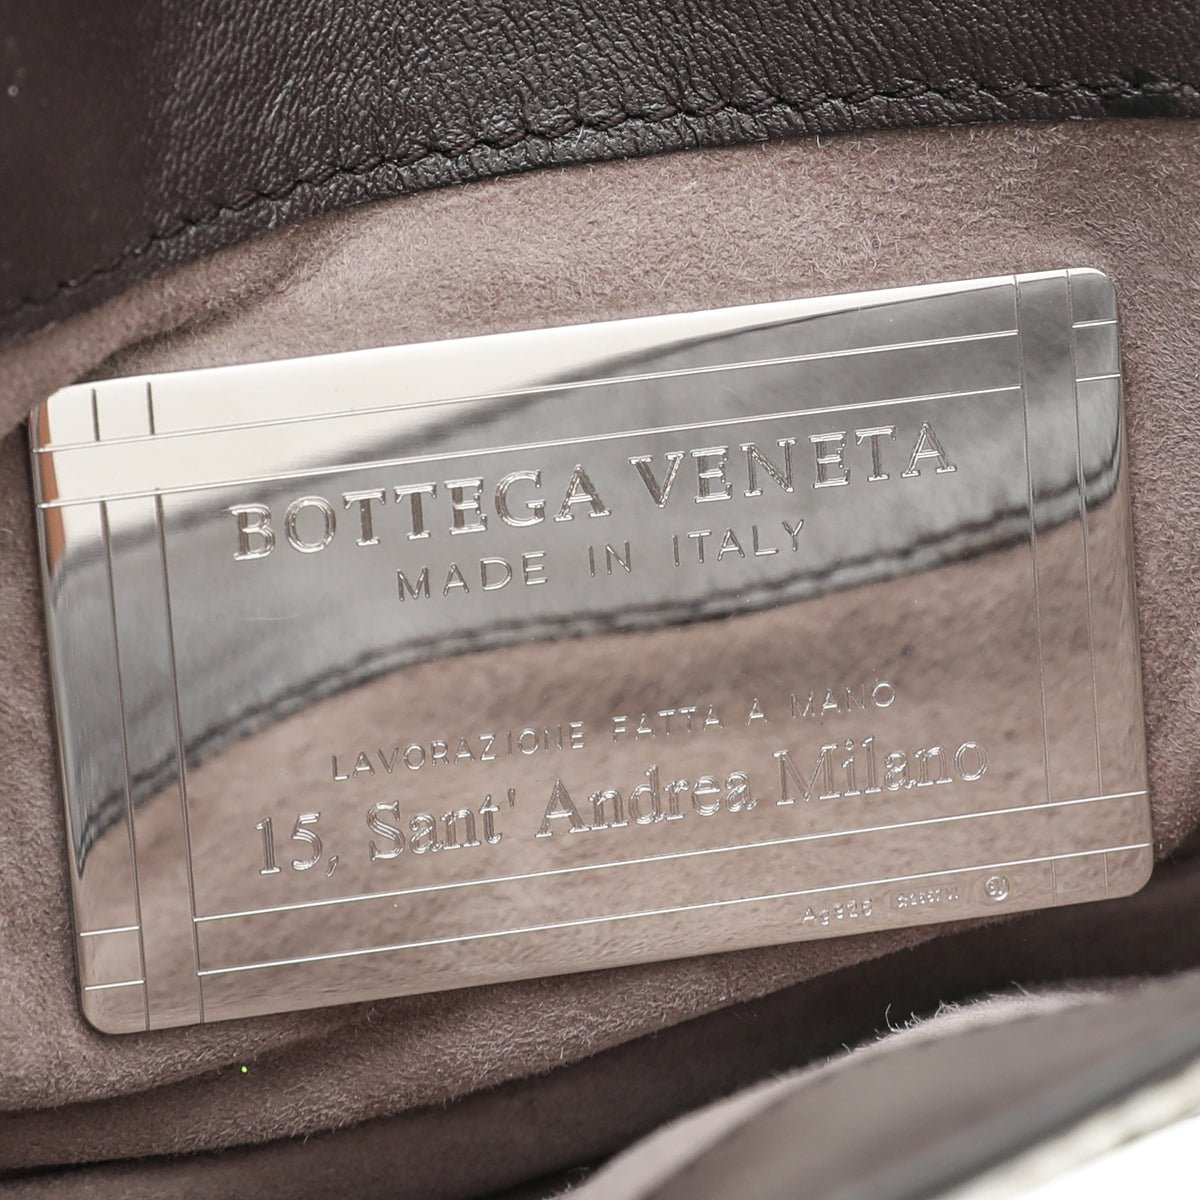 BOTTEGA VENETA
MADE IN ITALY
LAVORAZIONE FATTA A MANO
15, Sant' Andrea Milano
Ag925